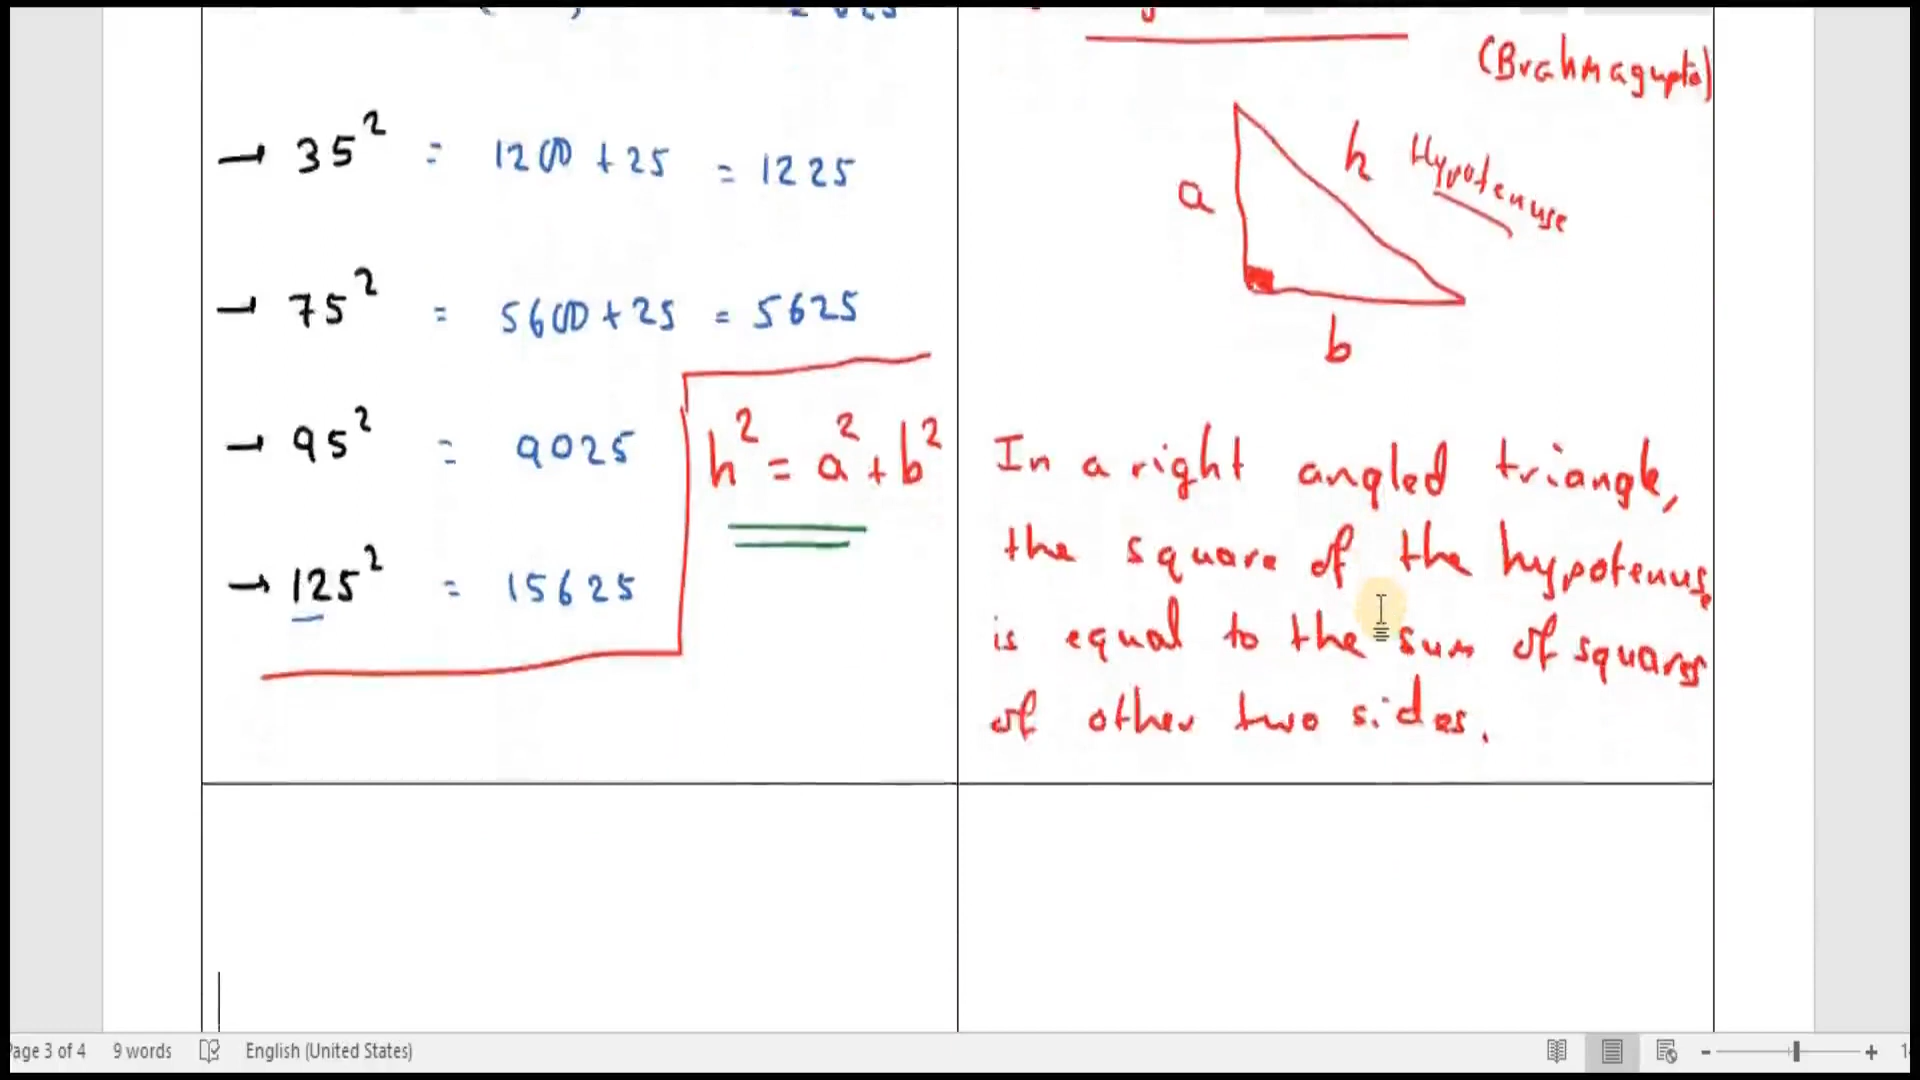 → 35² = 1200 + 25 = 1225
→ 75² = 5600 + 25 = 5625
→ 95² = 9025
→ 125² = 15625
h² = a² + b²
(Brahmagupta)
h Hypotenuse
a
b
In a right angled triangle,
the square of the hypotenuse
is equal to the sum of squares
of other two sides.
Page 3 of 4 9 words English (United States)